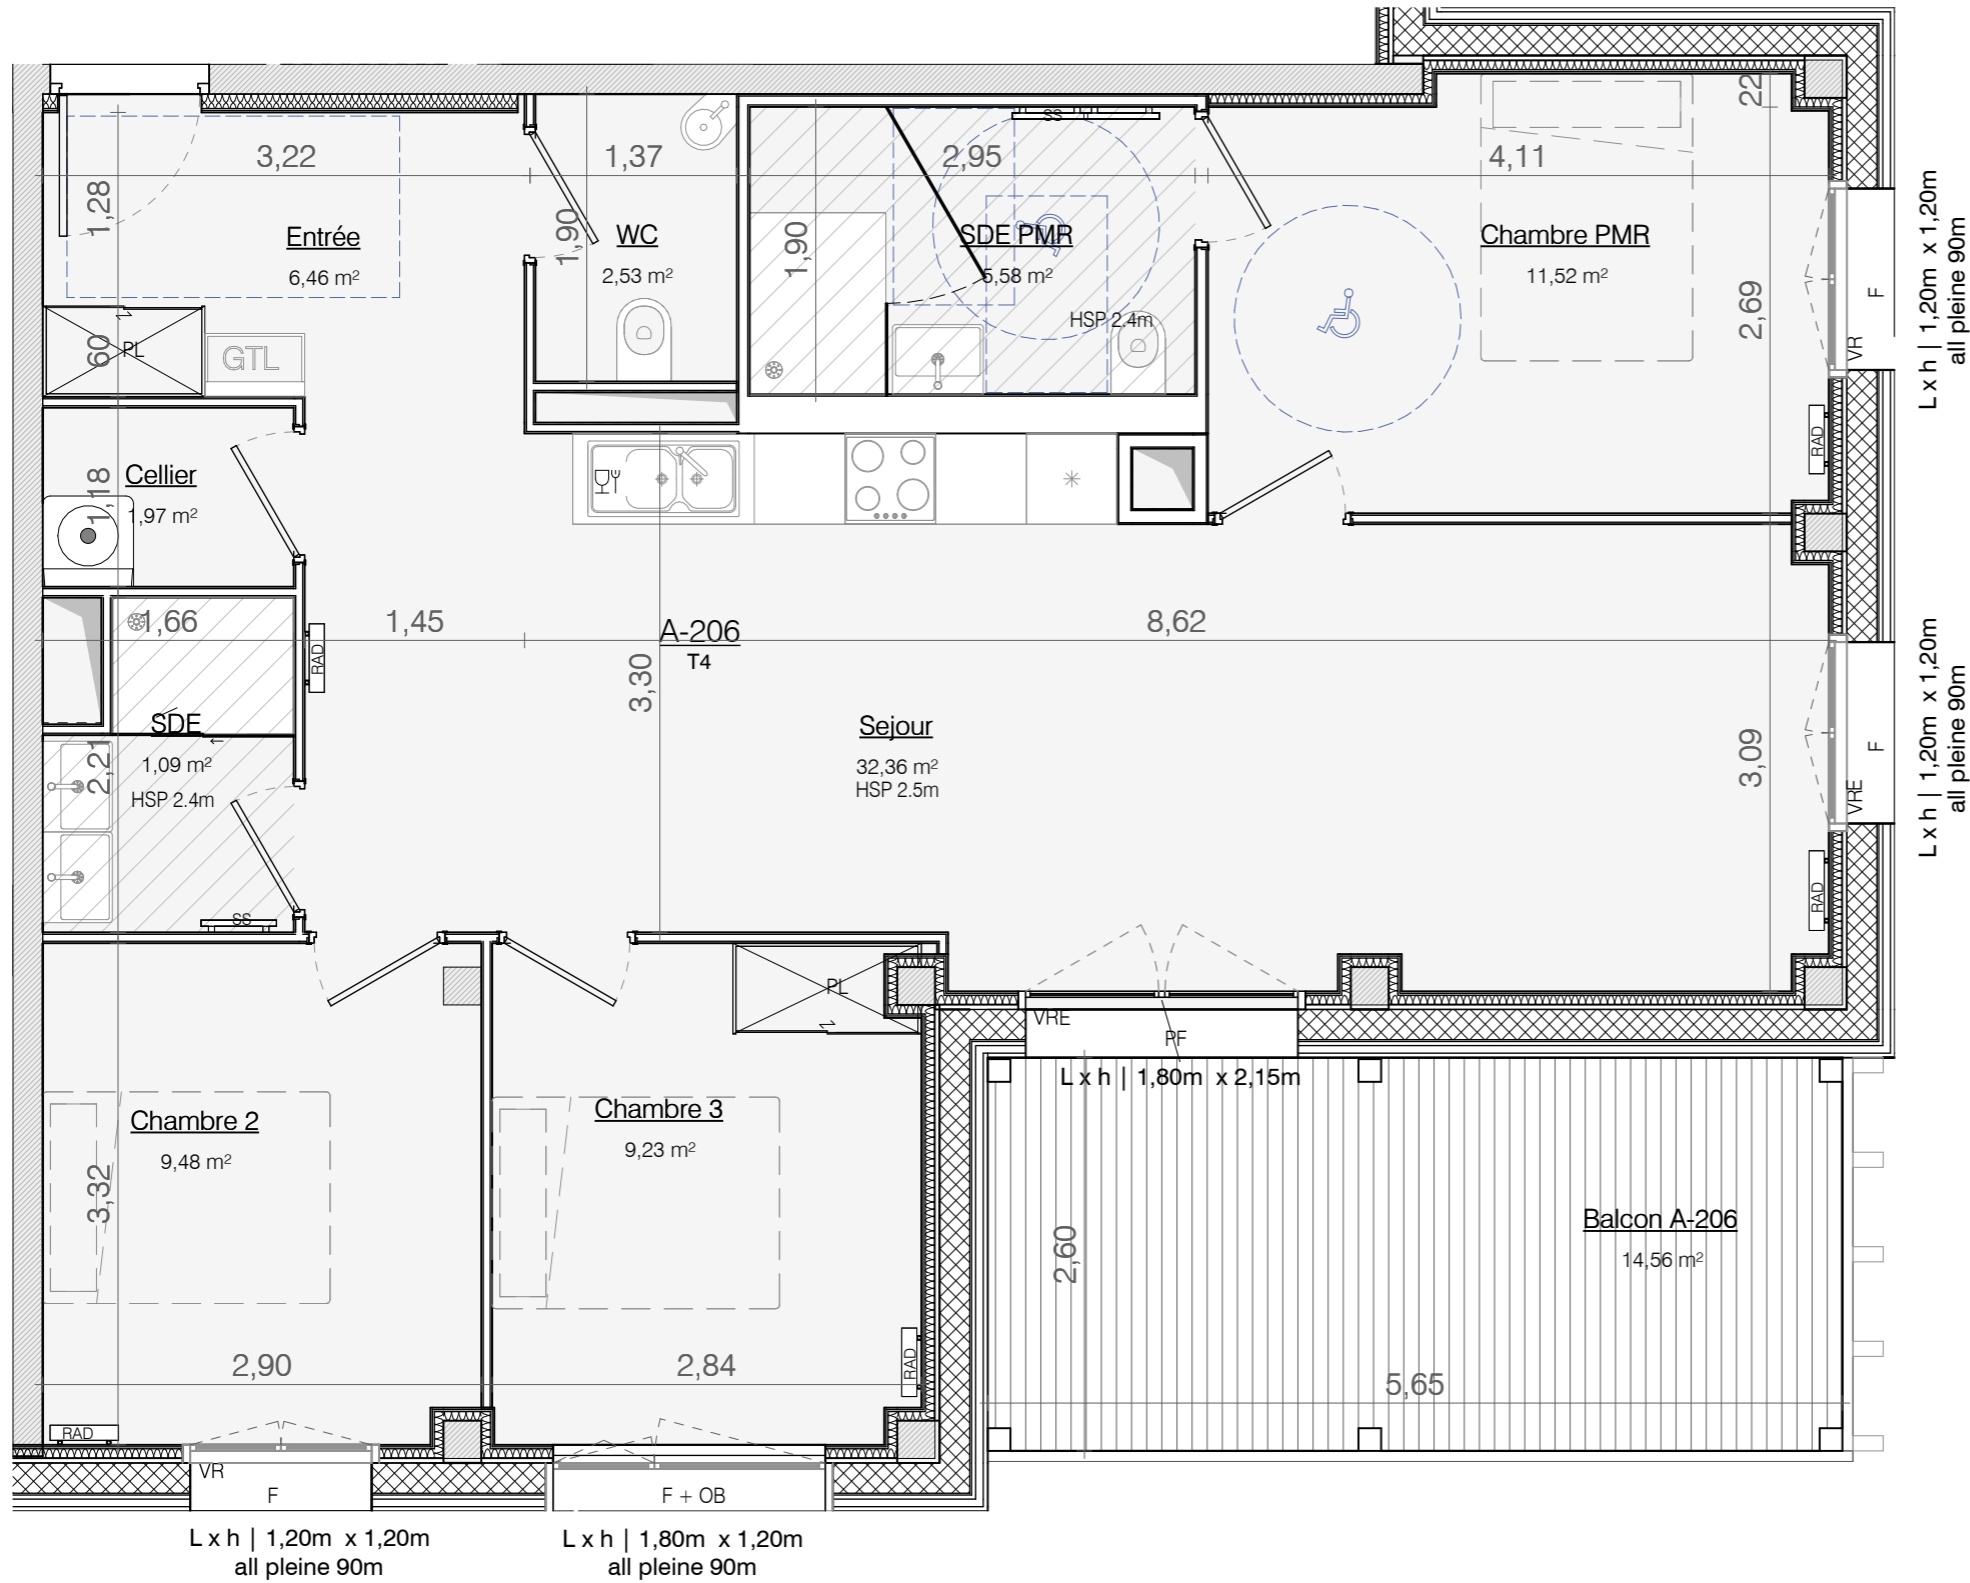 22
3,22
1,37
2,95
4,11
SS
1,28
Entrée
6,46 m²
1,90
WC
2,53 m²
1,90
SDE PMR
5,58 m²
HSP 2.4m
Chambre PMR
11,52 m²
2,69
F
VR
L x h | 1,20m x 1,20m
all pleine 90m
60
PL
GTL
RAD
Cellier
1,18
1,97 m²
1,66
1,45
RAD
A-206
T4
8,62
3,30
SDE
2,21
1,09 m²
HSP 2.4m
SS
Sejour
32,36 m²
HSP 2.5m
3,09
F
VRE
L x h | 1,20m x 1,20m
all pleine 90m
RAD
PL
VRE
PF
L x h | 1,80m x 2,15m
Chambre 2
9,48 m²
3,32
Chambre 3
9,23 m²
Balcon A-206
14,56 m²
2,60
2,90
2,84
RAD
5,65
RAD
VR
F
F + OB
L x h | 1,20m x 1,20m
all pleine 90m
L x h | 1,80m x 1,20m
all pleine 90m